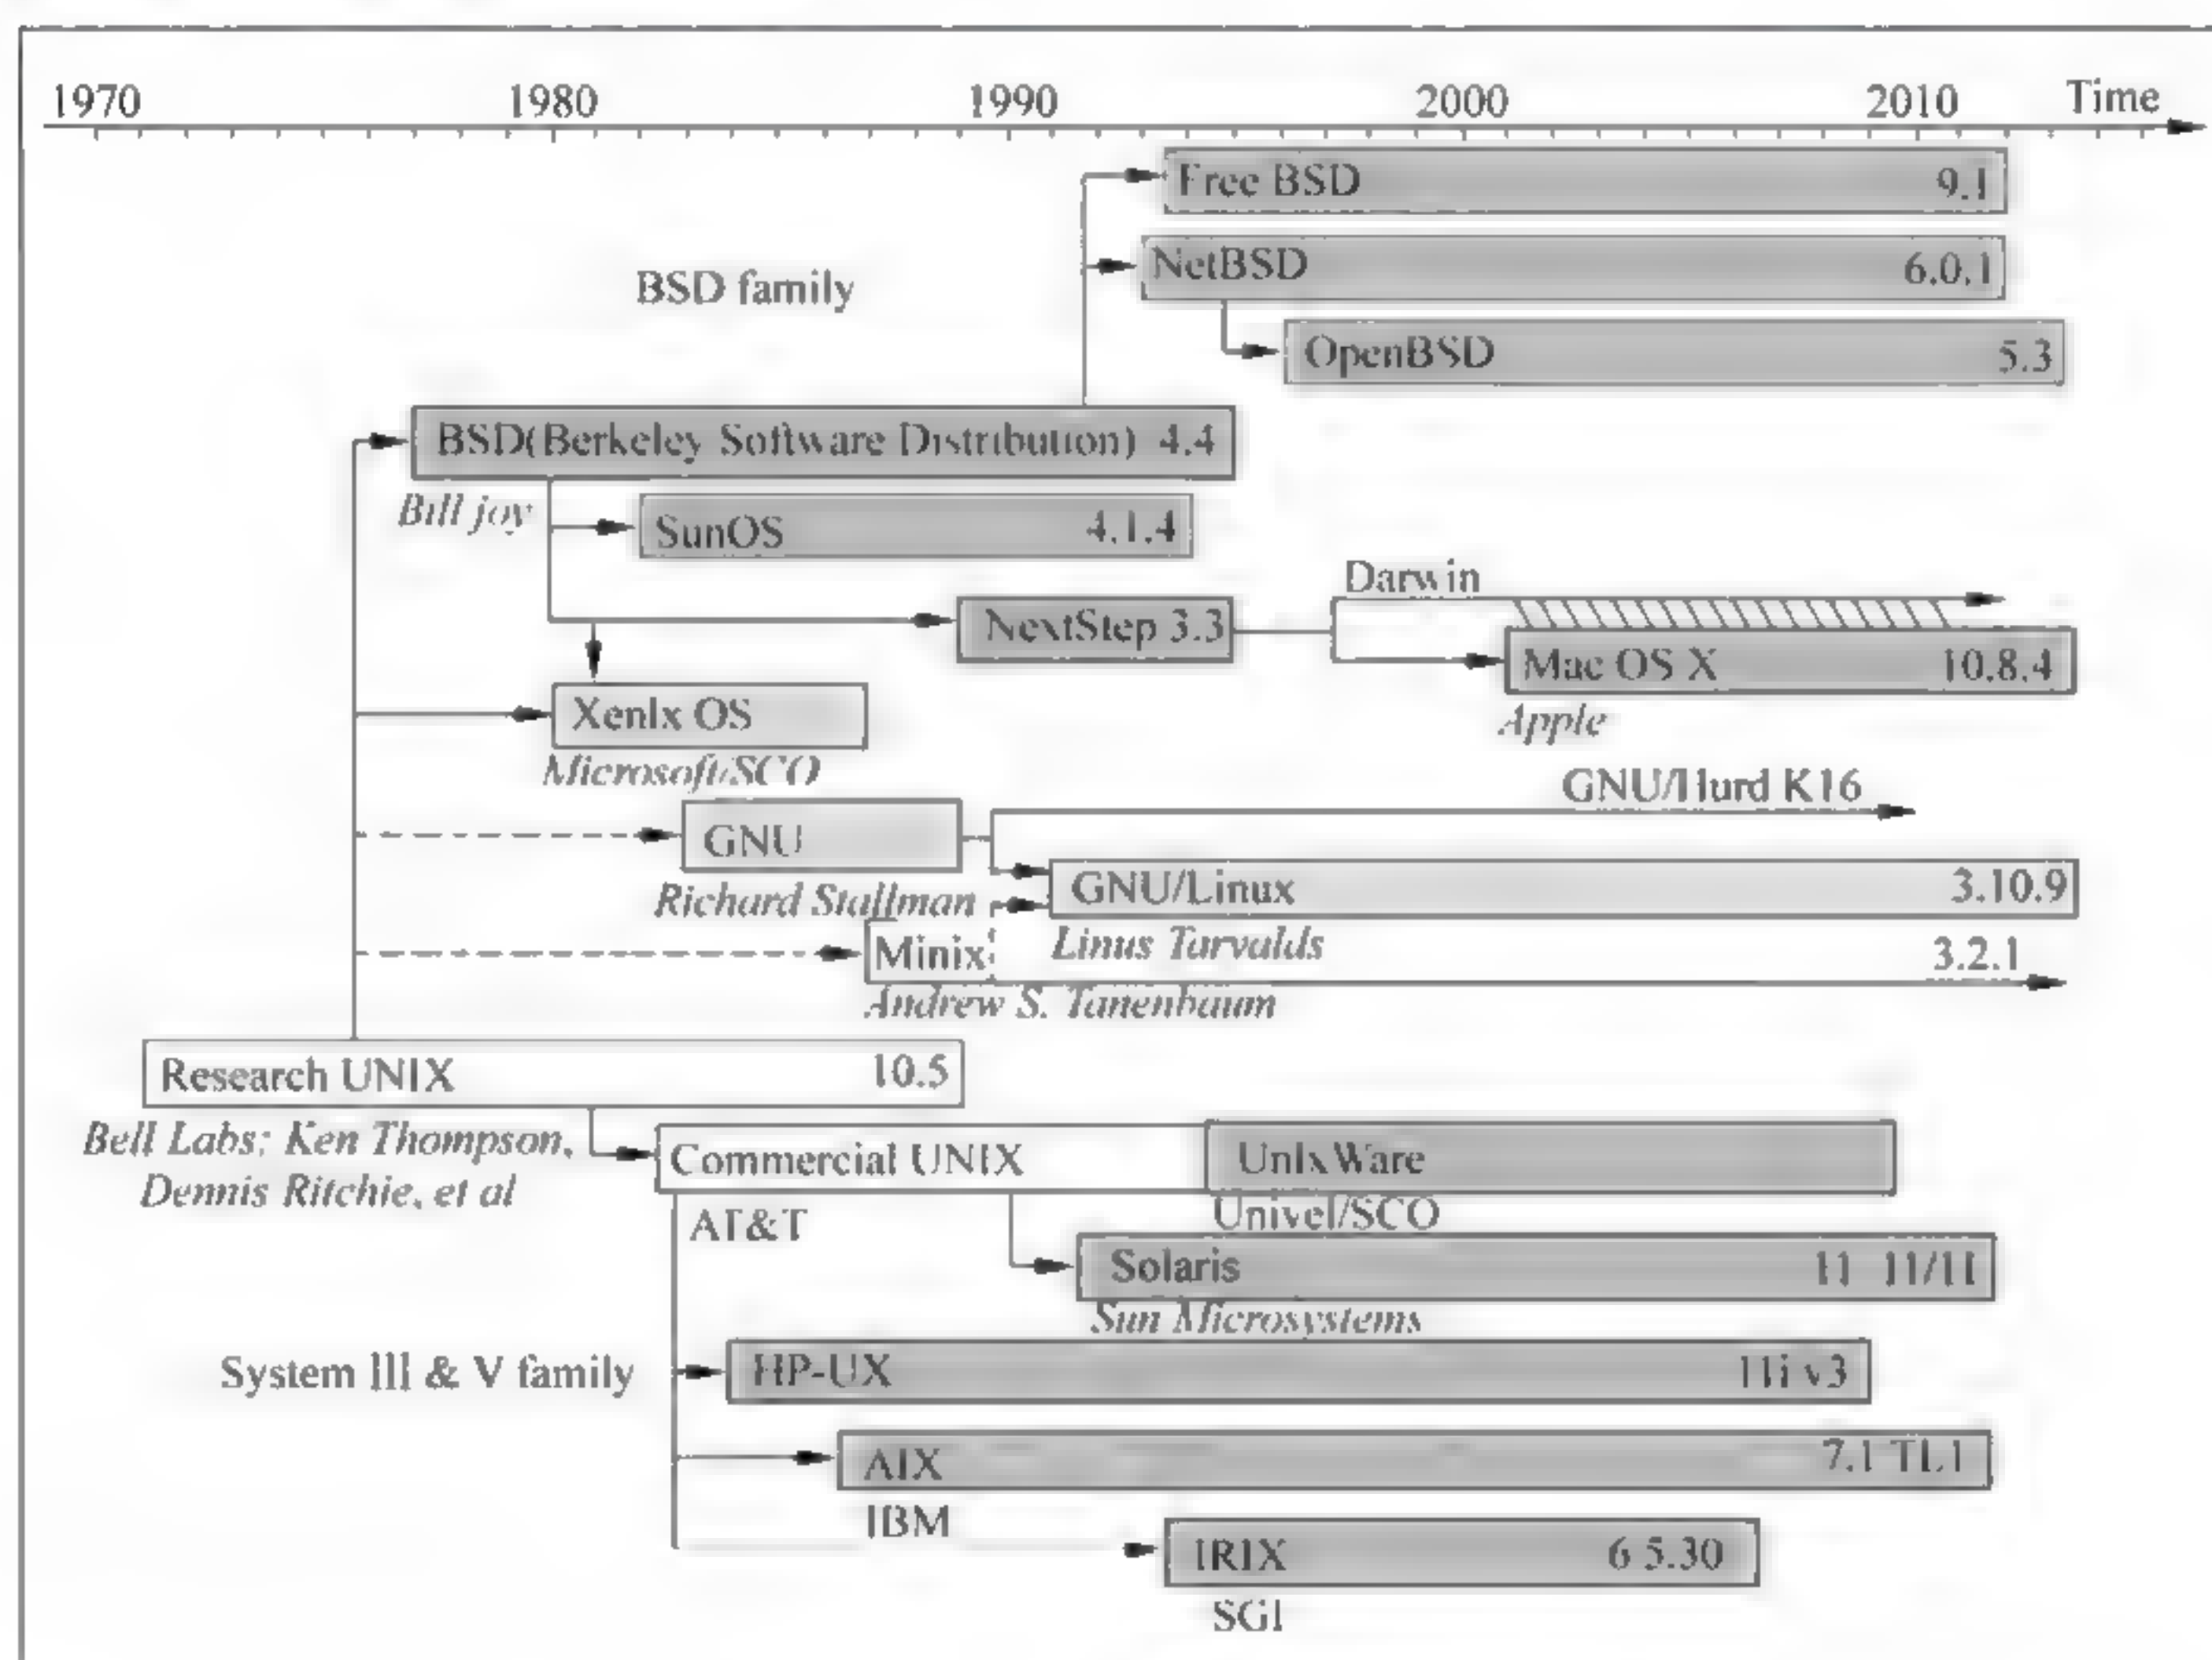 1970 1980 1990 2000 2010 Time
Free BSD 9.1
NetBSD 6.0.1
BSD family
OpenBSD 5.3
BSD(Berkeley Software Distribution) 4.4
Bill joy
SunOS 4.1.4
Darwin
NextStep 3.3
Mac OS X 10.8.4
Apple
XenIx OS
Microsoft/SCO
GNU/Hurd K16
GNU
GNU/Linux 3.10.9
Richard Stallman
Minix
Linus Tarvalds
3.2.1
Andrew S. Tanenbaum
Research UNIX 10.5
Bell Labs: Ken Thompson,
Dennis Ritchie, et al
Commercial UNIX
UnIxWare
AT&T
Univel/SCO
Solaris 11 11/11
Sun Microsystems
System III & V family
HP-UX 11i v3
AIX 7.1 TL1
IBM
IRIX 6 5.30
SGI